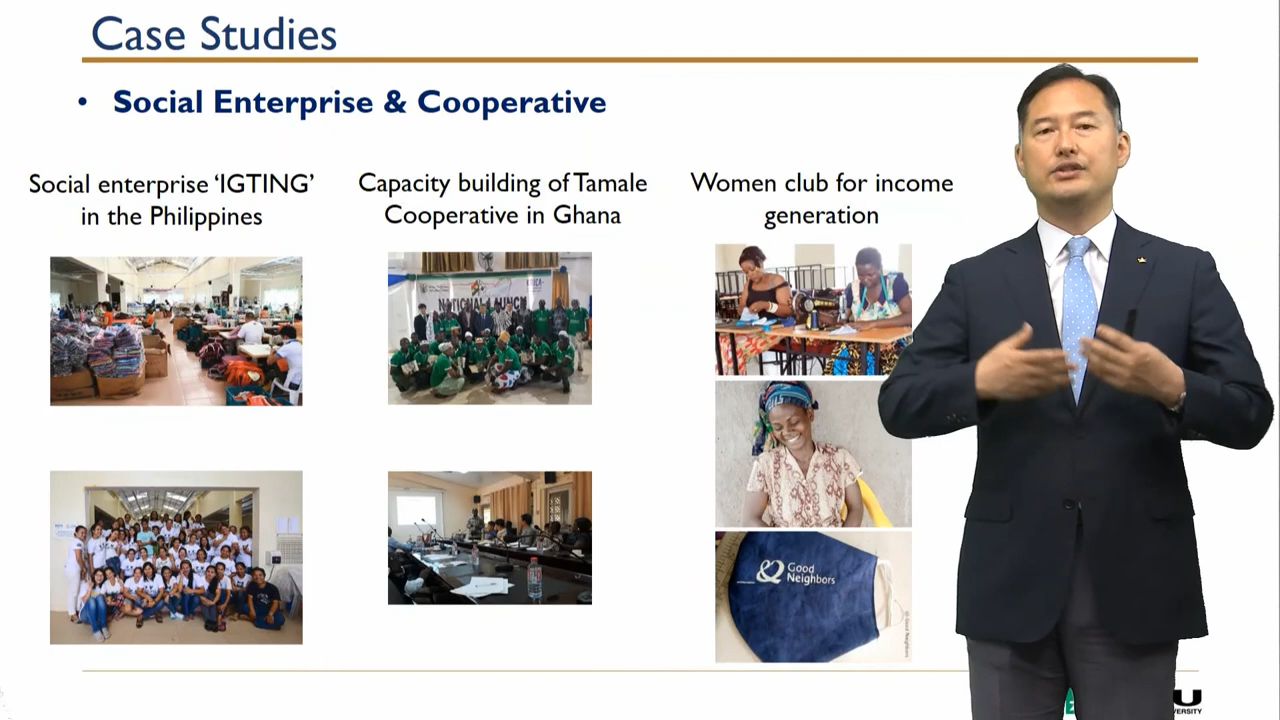 Case Studies
• Social Enterprise & Cooperative
Social enterprise ‘IGTING’
in the Philippines
Capacity building of Tamale
Cooperative in Ghana
Women club for income
generation
NATIONAL LAUNCH
Good
Neighbors
U
VERSITY